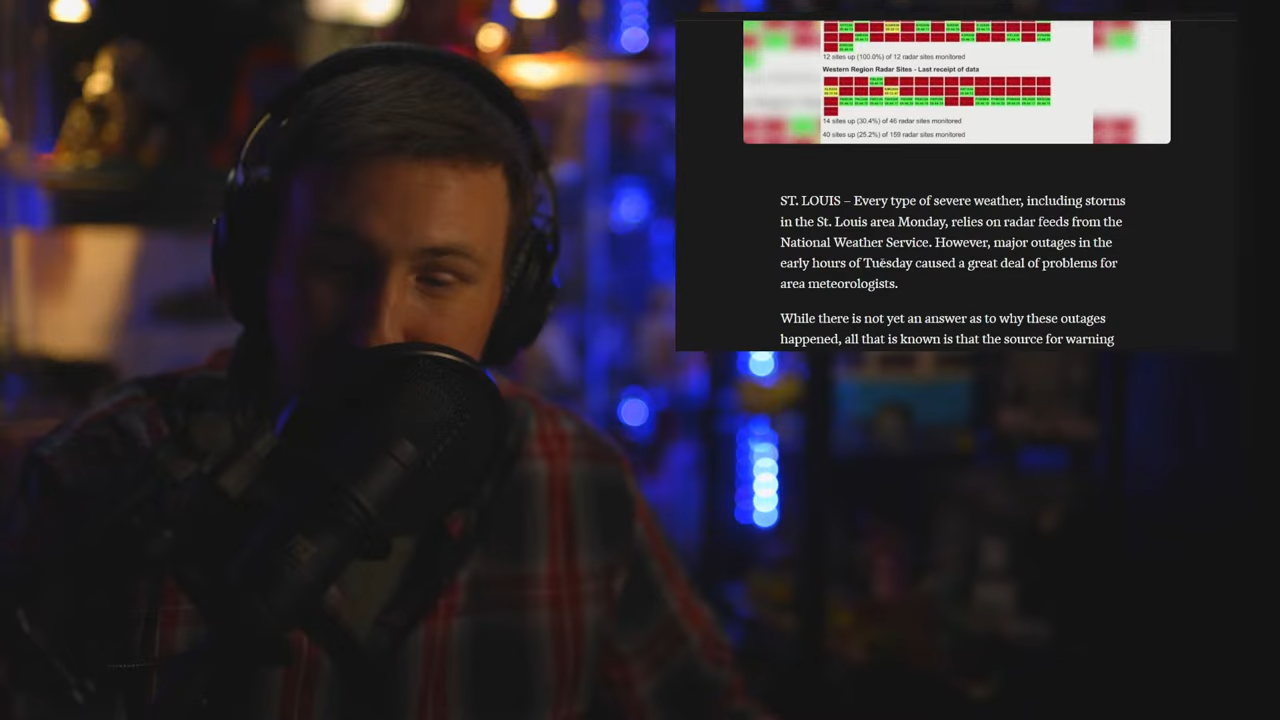 12 sites up (100.0%) of 12 radar sites monitored
Western Region Radar Sites - Last receipt of data
14 sites up (30.4%) of 46 radar sites monitored
40 sites up (25.2%) of 159 radar sites monitored
ST. LOUIS – Every type of severe weather, including storms
in the St. Louis area Monday, relies on radar feeds from the
National Weather Service. However, major outages in the
early hours of Tuesday caused a great deal of problems for
area meteorologists.
While there is not yet an answer as to why these outages
happened, all that is known is that the source for warning